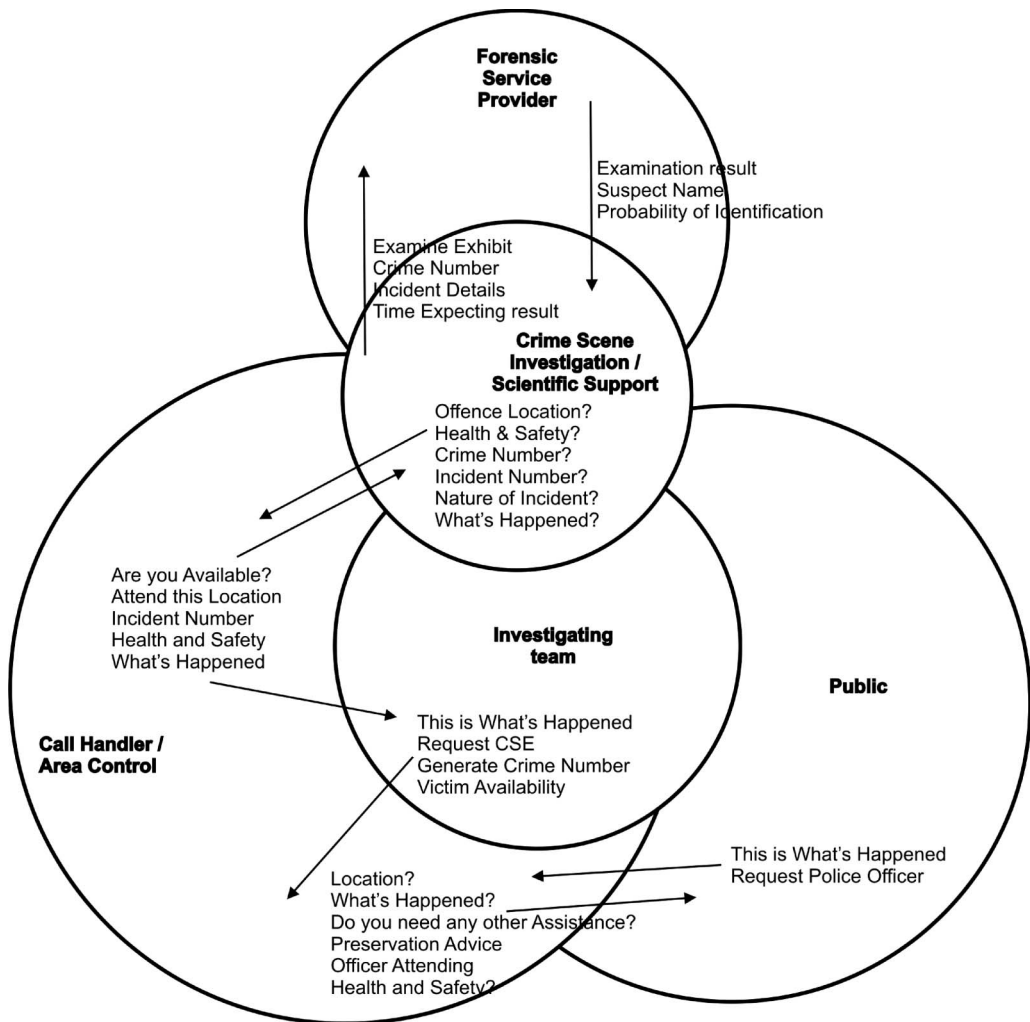 Forensic
Service
Provider
Examination result
Suspect Name
Probability of Identification
Examine Exhibit
Crime Number
Incident Details
Time Expecting result
Crime Scene
Investigation /
Scientific Support
Offence Location?
Health & Safety?
Crime Number?
Incident Number?
Nature of Incident?
What's Happened?
Are you Available?
Attend this Location
Incident Number
Health and Safety
What's Happened
Investigating
team
Public
This is What's Happened
Request CSE
Generate Crime Number
Victim Availability
Call Handler /
Area Control
This is What's Happened
Request Police Officer
Location?
What's Happened?
Do you need any other Assistance?
Preservation Advice
Officer Attending
Health and Safety?